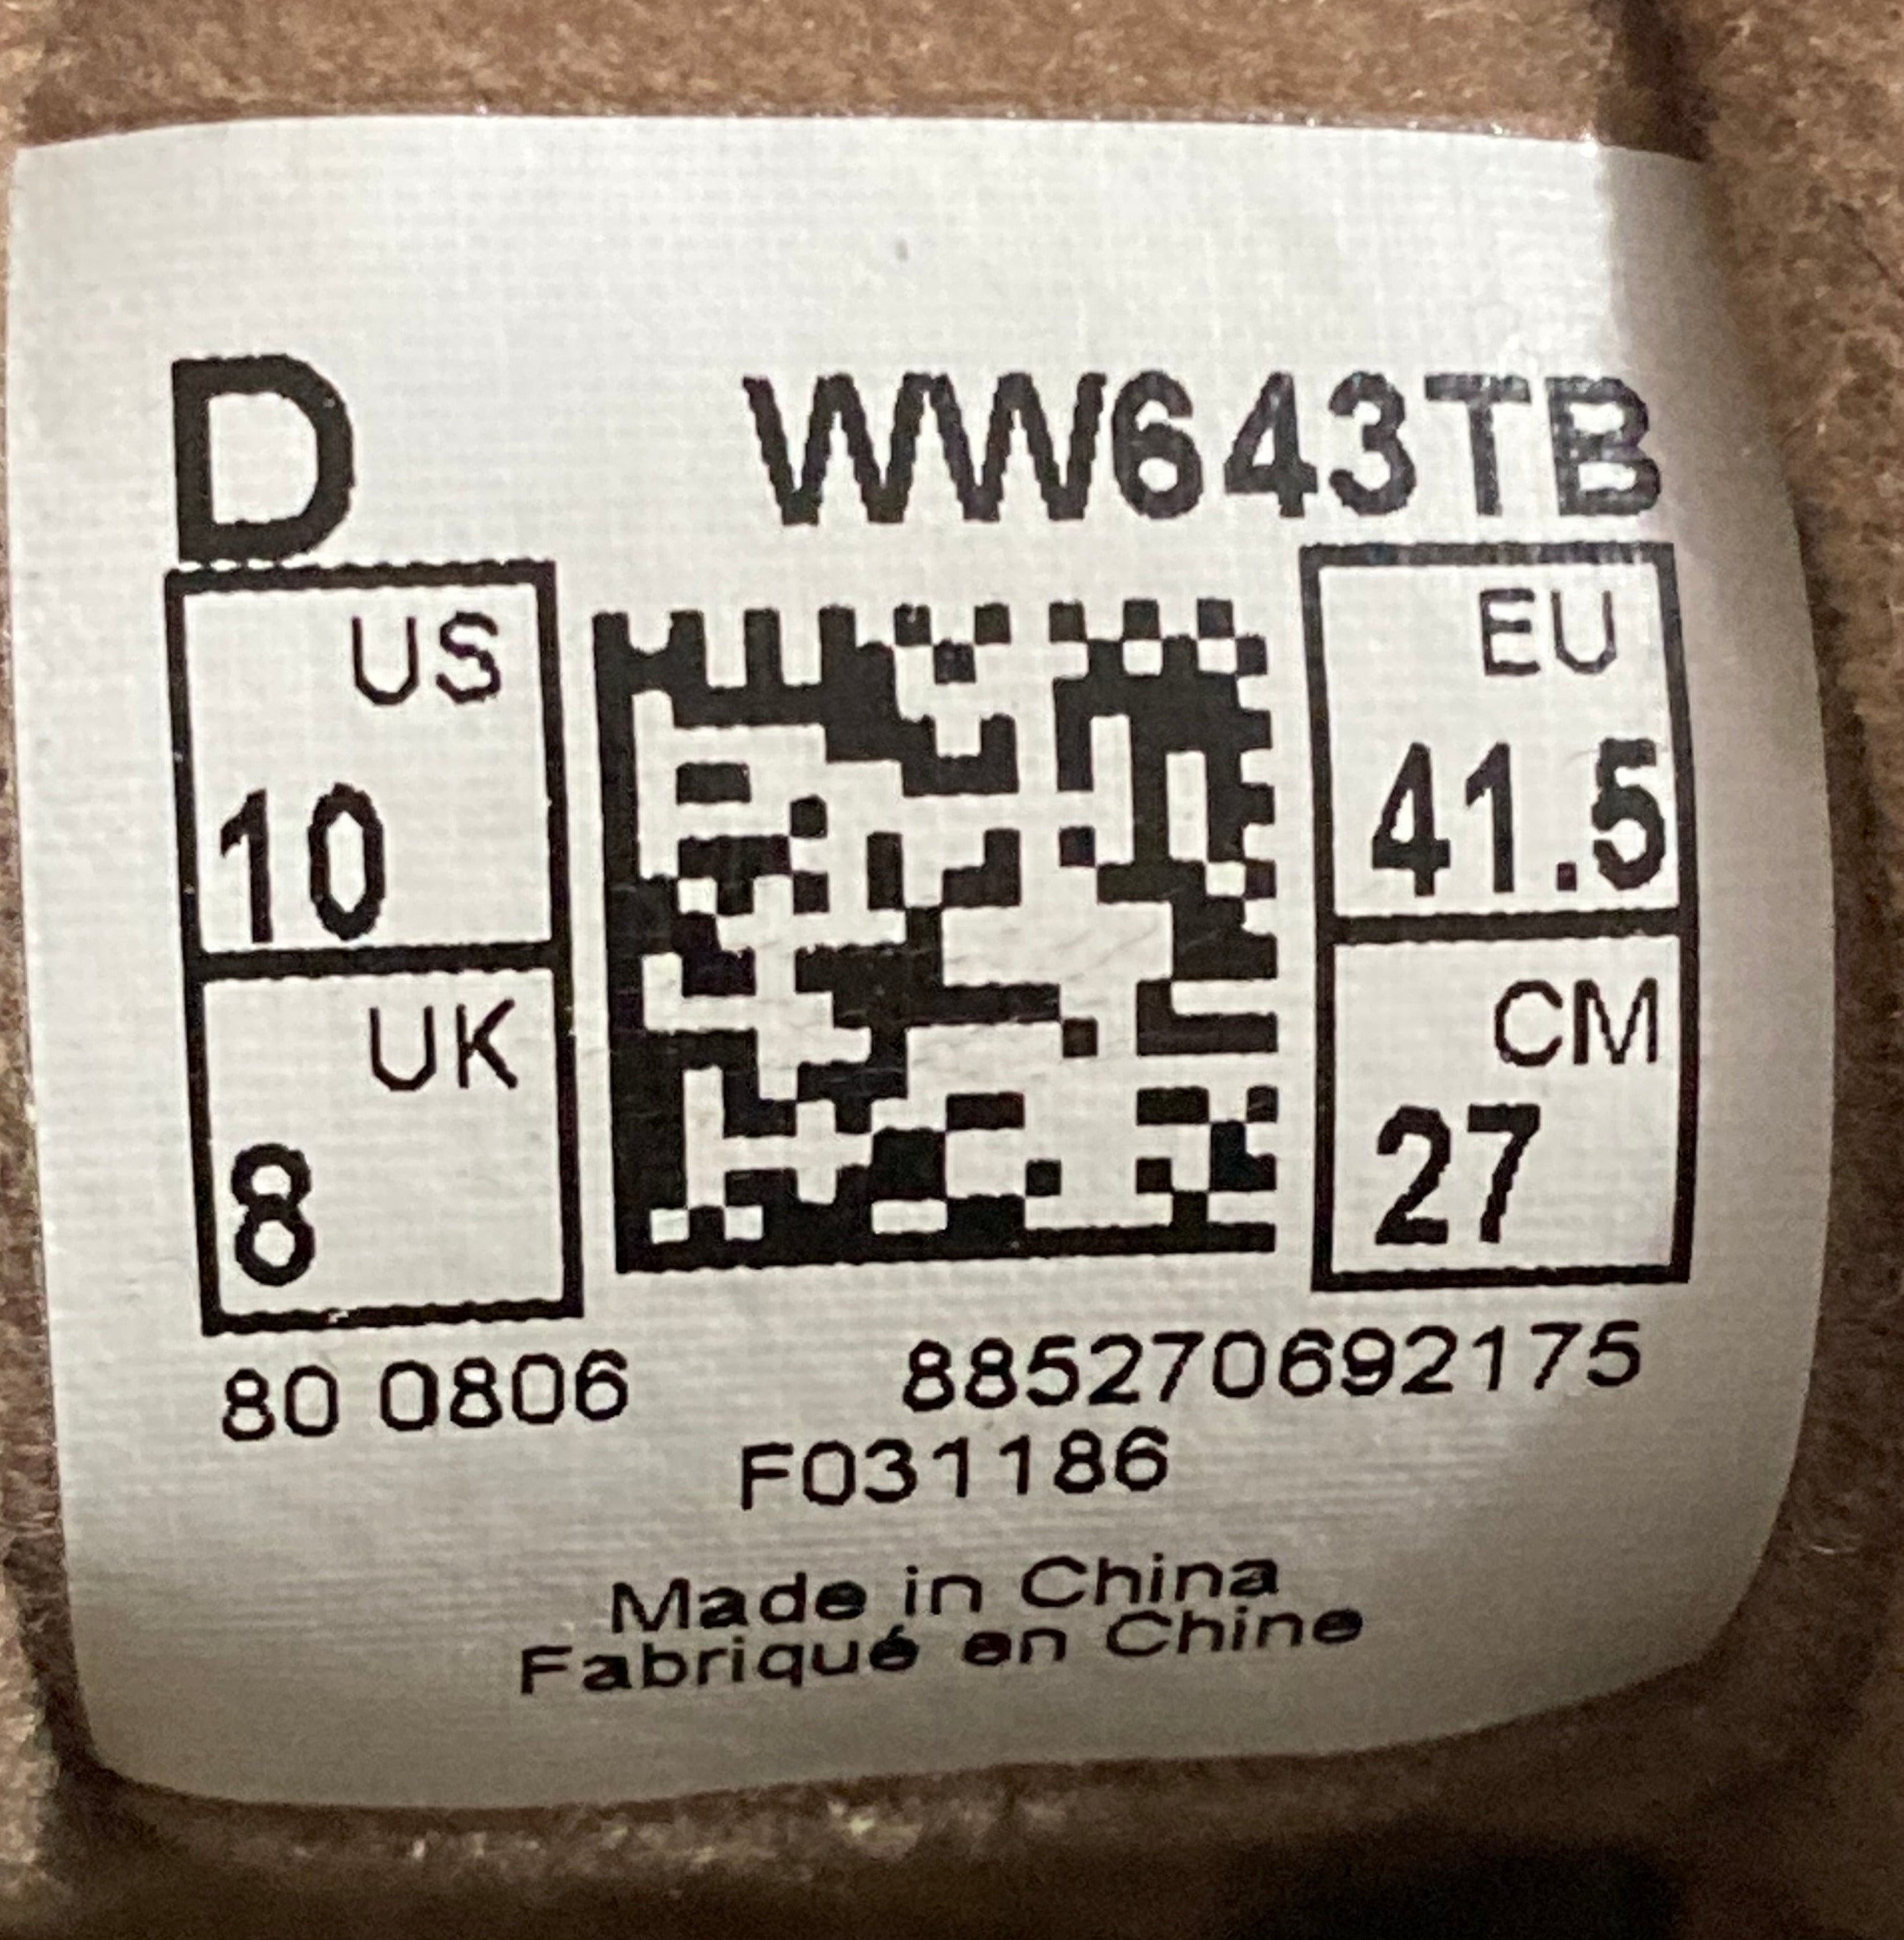 D WW643TB
US EU
10 41.5
UK CM
8 27
80 0806 885270692175
F031186
Made in China
Fabriqué en Chine